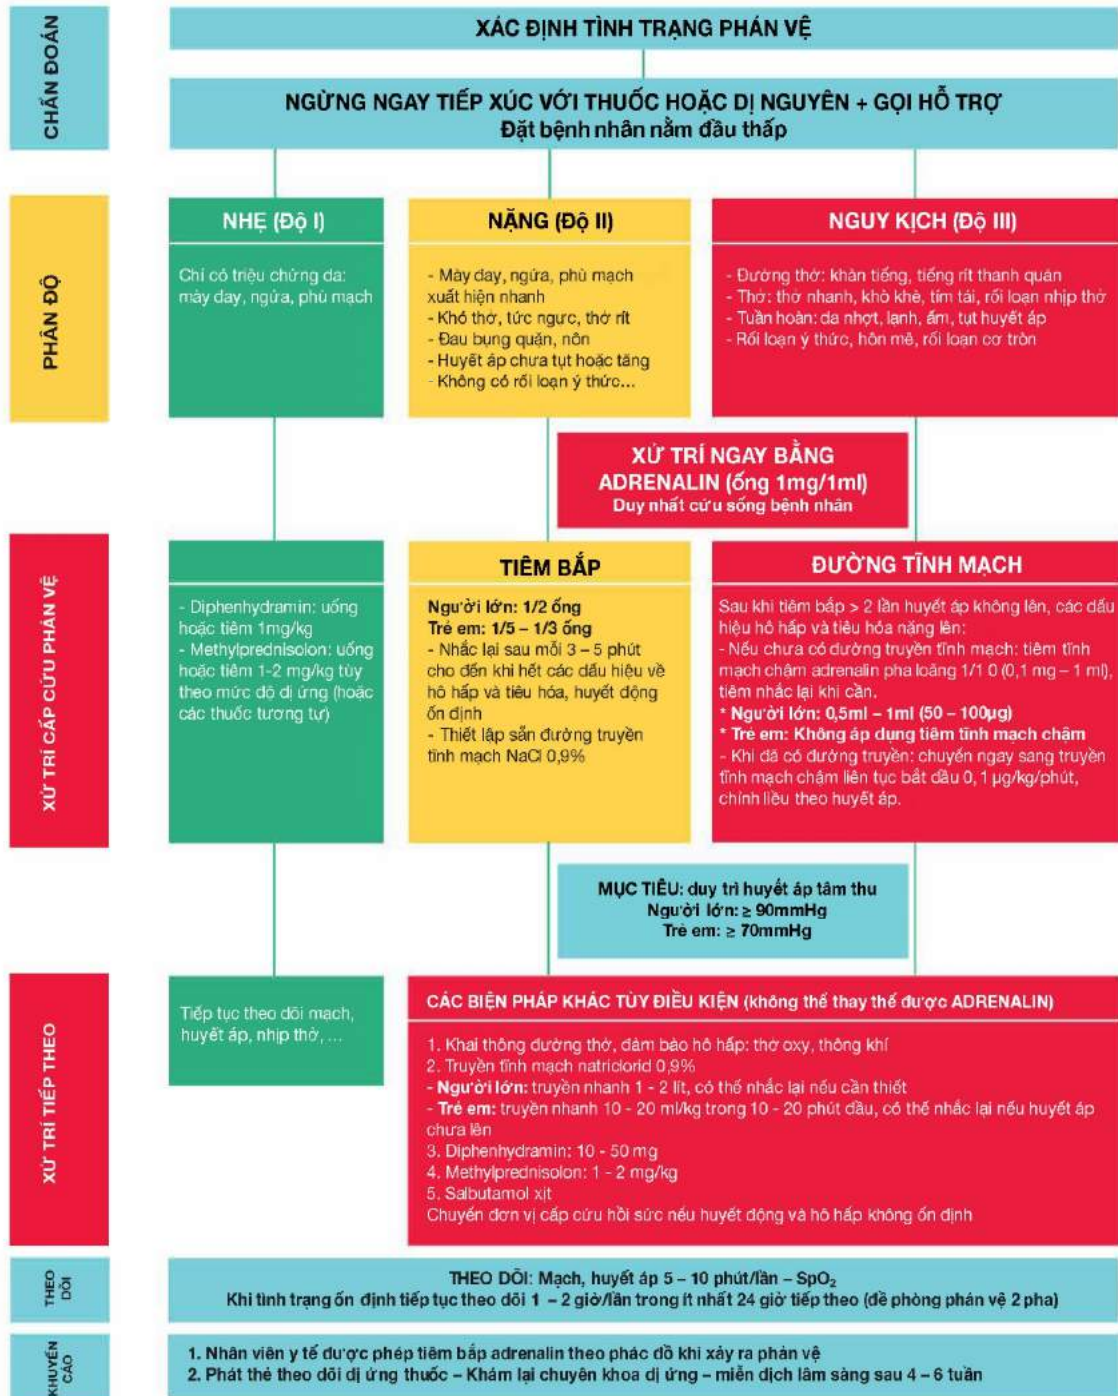 CHẨN ĐOÁN
XÁC ĐỊNH TÌNH TRẠNG PHẢN VỆ
NGỪNG NGAY TIẾP XÚC VỚI THUỐC HOẶC DỊ NGUYÊN + GỌI HỖ TRỢ
Đặt bệnh nhân nằm đầu thấp
PHÂN ĐỘ
NHẸ (Độ I)
Chỉ có triệu chứng da:
mày đay, ngứa, phù mạch
NẶNG (Độ II)
- Mày đay, ngứa, phù mạch
xuất hiện nhanh
- Khó thở, tức ngực, thở rít
- Đau bụng quặn, nôn
- Huyết áp chưa tụt hoặc tăng
- Không có rối loạn ý thức...
NGUY KỊCH (Độ III)
- Đường thở: khàn tiếng, tiếng rít thanh quản
- Thở: thở nhanh, khò khè, tím tái, rối loạn nhịp thở
- Tuần hoàn: da nhợt, lạnh, ẩm, tụt huyết áp
- Rối loạn ý thức, hôn mê, rối loạn cơ tròn
XỬ TRÍ NGAY BẰNG
ADRENALIN (ống 1mg/1ml)
Duy nhất cứu sống bệnh nhân
XỬ TRÍ CẤP CỨU PHẢN VỆ
- Diphenhydramin: uống
hoặc tiêm 1mg/kg
- Methylprednisolon: uống
hoặc tiêm 1-2 mg/kg tùy
theo mức độ dị ứng (hoặc
các thuốc tương tự)
TIÊM BẮP
Người lớn: 1/2 ống
Trẻ em: 1/5 – 1/3 ống
- Nhắc lại sau mỗi 3 – 5 phút
cho đến khi hết các dấu hiệu về
hô hấp và tiêu hóa, huyết động
ổn định
- Thiết lập sẵn đường truyền
tĩnh mạch NaCl 0,9%
ĐƯỜNG TĨNH MẠCH
Sau khi tiêm bắp > 2 lần huyết áp không lên, các dấu
hiệu hô hấp và tiêu hóa nặng lên:
- Nếu chưa có đường truyền tĩnh mạch: tiêm tĩnh
mạch chậm adrenalin pha loãng 1/1 0 (0,1 mg – 1 ml),
tiêm nhắc lại khi cần.
* Người lớn: 0,5ml – 1ml (50 – 100µg)
* Trẻ em: Không áp dụng tiêm tĩnh mạch chậm
- Khi đã có đường truyền: chuyển ngay sang truyền
tĩnh mạch chậm liên tục bắt đầu 0, 1 µg/kg/phút,
chỉnh liều theo huyết áp.
MỤC TIÊU: duy trì huyết áp tâm thu
Người lớn: ≥ 90mmHg
Trẻ em: ≥ 70mmHg
XỬ TRÍ TIẾP THEO
Tiếp tục theo dõi mạch,
huyết áp, nhịp thở, ...
CÁC BIỆN PHÁP KHÁC TÙY ĐIỀU KIỆN (không thể thay thế được ADRENALIN)
1. Khai thông đường thở, đảm bảo hô hấp: thở oxy, thông khí
2. Truyền tĩnh mạch natriclorid 0,9%
- Người lớn: truyền nhanh 1 - 2 lít, có thể nhắc lại nếu cần thiết
- Trẻ em: truyền nhanh 10 - 20 ml/kg trong 10 - 20 phút đầu, có thể nhắc lại nếu huyết áp
chưa lên
3. Diphenhydramin: 10 - 50 mg
4. Methylprednisolon: 1 - 2 mg/kg
5. Salbutamol xịt
Chuyển đơn vị cấp cứu hồi sức nếu huyết động và hô hấp không ổn định
THEO
DÕI
THEO DÕI: Mạch, huyết áp 5 – 10 phút/lần – SpO₂
Khi tình trạng ổn định tiếp tục theo dõi 1 – 2 giờ/lần trong ít nhất 24 giờ tiếp theo (đề phòng phản vệ 2 pha)
KHUYẾN
CÁO
1. Nhân viên y tế được phép tiêm bắp adrenalin theo phác đồ khi xảy ra phản vệ
2. Phát thẻ theo dõi dị ứng thuốc – Khám lại chuyên khoa dị ứng – miễn dịch lâm sàng sau 4 – 6 tuần